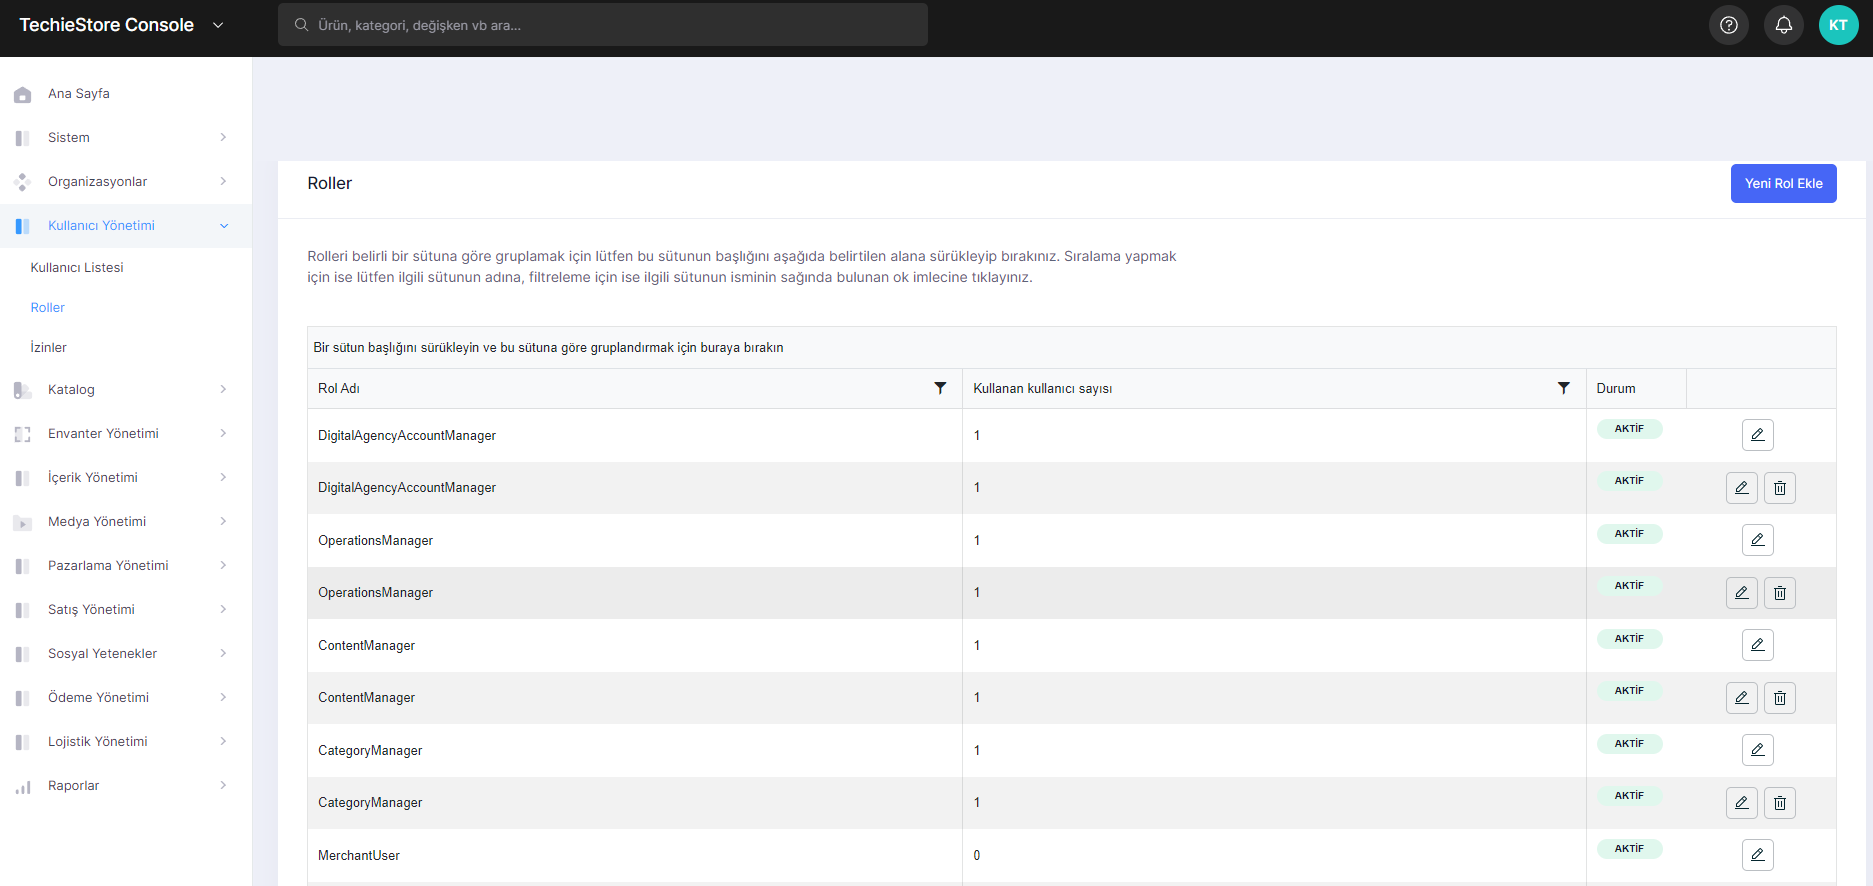 TechieStore Console
Ürün, kategori, değişken vb ara...
KT
Ana Sayfa
Sistem
Organizasyonlar
Kullanıcı Yönetimi
Kullanıcı Listesi
Roller
İzinler
Katalog
Envanter Yönetimi
İçerik Yönetimi
Medya Yönetimi
Pazarlama Yönetimi
Satış Yönetimi
Sosyal Yetenekler
Ödeme Yönetimi
Lojistik Yönetimi
Raporlar
Roller
Yeni Rol Ekle
Rolleri belirli bir sütuna göre gruplamak için lütfen bu sütunun başlığını aşağıda belirtilen alana sürükleyip bırakınız. Sıralama yapmak
için ise lütfen ilgili sütunun adına, filtreleme için ise ilgili sütunun isminin sağında bulunan ok imlecine tıklayınız.
Bir sütun başlığını sürükleyin ve bu sütuna göre gruplandırmak için buraya bırakın
Rol Adı Kullanan kullanıcı sayısı Durum
DigitalAgencyAccountManager 1 AKTİF
DigitalAgencyAccountManager 1 AKTİF
OperationsManager 1 AKTİF
OperationsManager 1 AKTİF
ContentManager 1 AKTİF
ContentManager 1 AKTİF
CategoryManager 1 AKTİF
CategoryManager 1 AKTİF
MerchantUser 0 AKTİF